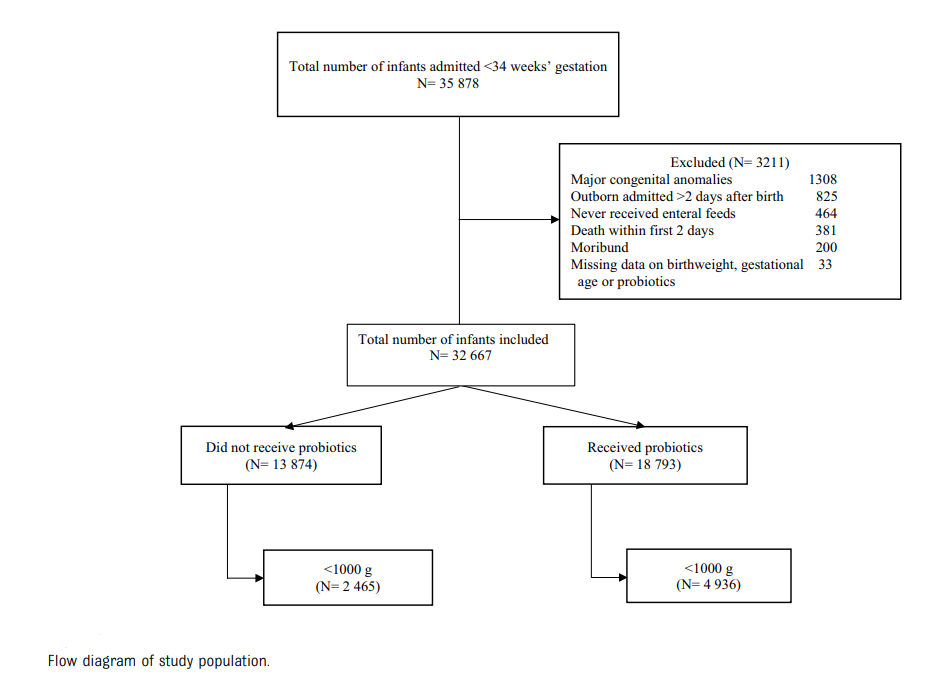 Total number of infants admitted <34 weeks’ gestation
N= 35 878
Excluded (N= 3211)
Major congenital anomalies 1308
Outborn admitted >2 days after birth 825
Never received enteral feeds 464
Death within first 2 days 381
Moribund 200
Missing data on birthweight, gestational 33
age or probiotics
Total number of infants included
N= 32 667
Did not receive probiotics
(N= 13 874)
Received probiotics
(N= 18 793)
<1000 g
(N= 2 465)
<1000 g
(N= 4 936)
Flow diagram of study population.